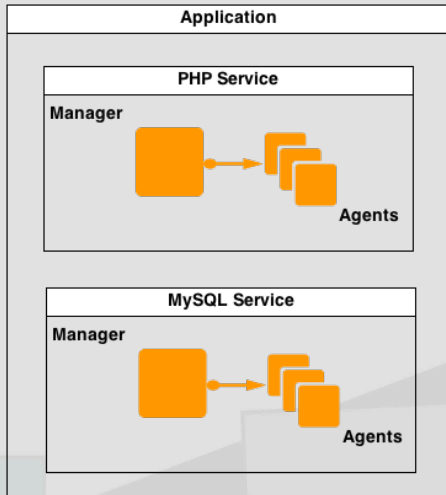 Application
PHP Service
Manager
Agents
MySQL Service
Manager
Agents